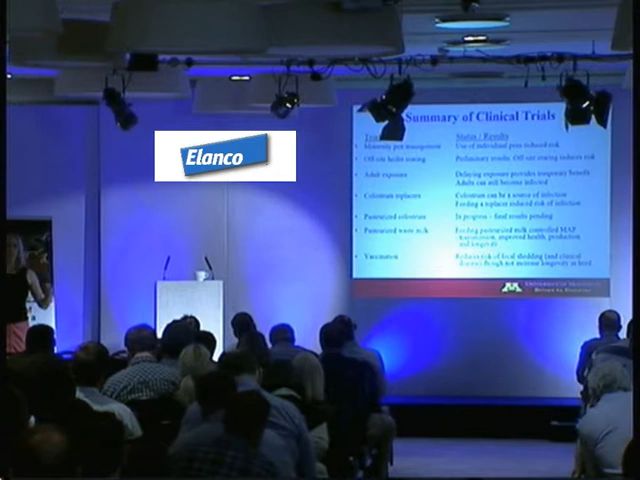 Elanco
Summary of Clinical Trials
Status / Results
Maternity pen management
Use of individual pens reduced risk
Off-site heifer rearing
Preliminary results: Off-site rearing reduces risk
Adult exposure
Delaying exposure provides temporary benefit
Adults can still become infected
Colostrum replacers
Colostrum can be a source of infection
Feeding a replacer reduced risk of infection
Pasteurized colostrum
In progress - final results pending
Pasteurized waste milk
Feeding pasteurized milk controlled MAP
transmission, improved health, production
and longevity
Vaccination
Reduces risk of fecal shedding (and clinical
disease) though not increase longevity in herd
M